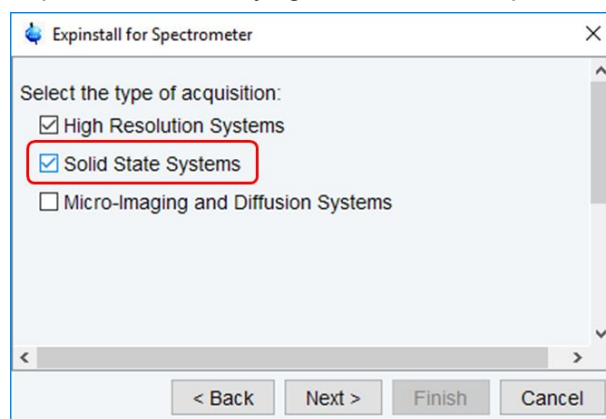 Expinstall for Spectrometer
Select the type of acquisition:
High Resolution Systems
Solid State Systems
Micro-Imaging and Diffusion Systems
< Back Next > Finish Cancel